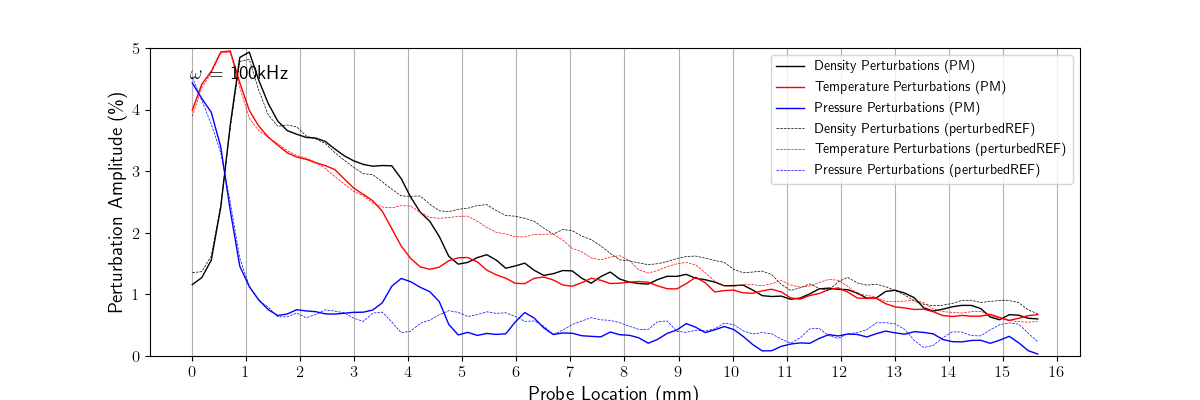 ω = 100kHz
Density Perturbations (PM)
Temperature Perturbations (PM)
Pressure Perturbations (PM)
Density Perturbations (perturbedREF)
Temperature Perturbations (perturbedREF)
Pressure Perturbations (perturbedREF)
Perturbation Amplitude (%)
5
4
3
2
1
0
0 1 2 3 4 5 6 7 8 9 10 11 12 13 14 15 16
Probe Location (mm)